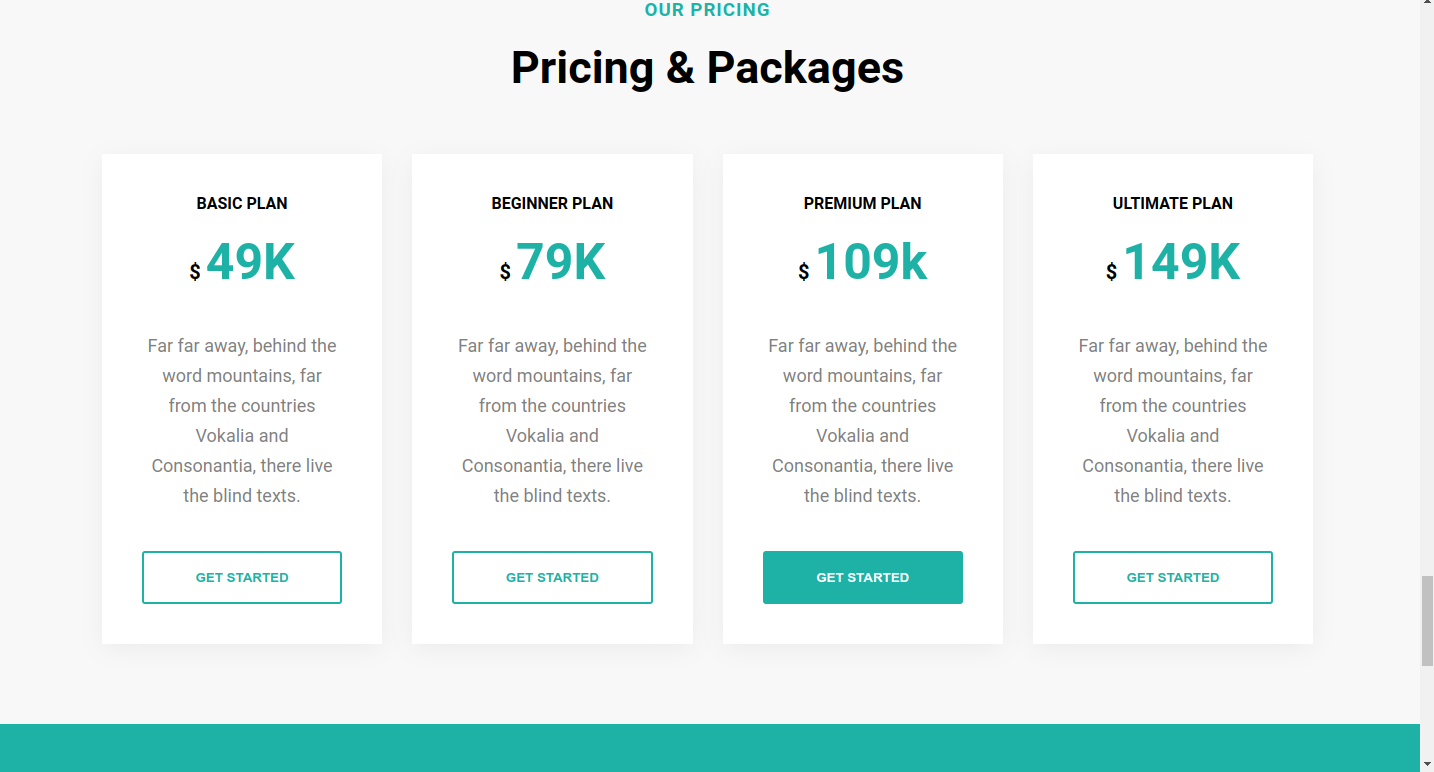 OUR PRICING
Pricing & Packages
BASIC PLAN
$ 49K
Far far away, behind the
word mountains, far
from the countries
Vokalia and
Consonantia, there live
the blind texts.
GET STARTED
BEGINNER PLAN
$ 79K
Far far away, behind the
word mountains, far
from the countries
Vokalia and
Consonantia, there live
the blind texts.
GET STARTED
PREMIUM PLAN
$ 109k
Far far away, behind the
word mountains, far
from the countries
Vokalia and
Consonantia, there live
the blind texts.
GET STARTED
ULTIMATE PLAN
$ 149K
Far far away, behind the
word mountains, far
from the countries
Vokalia and
Consonantia, there live
the blind texts.
GET STARTED